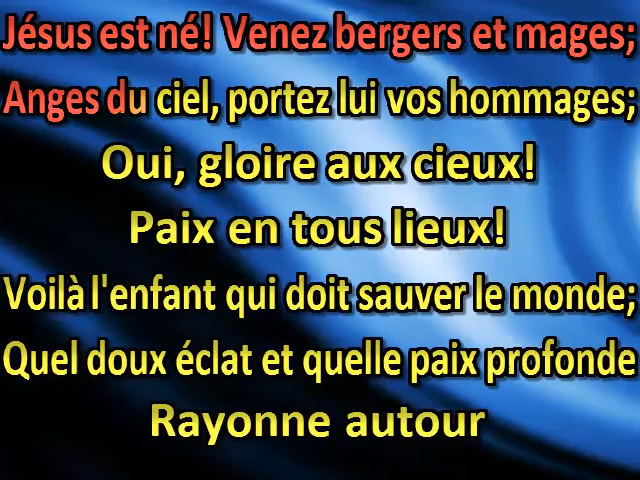 Jésus est né! Venez bergers et mages;
Anges du ciel, portez lui vos hommages;
Oui, gloire aux cieux!
Paix en tous lieux!
Voilà l'enfant qui doit sauver le monde;
Quel doux éclat et quelle paix profonde
Rayonne autour